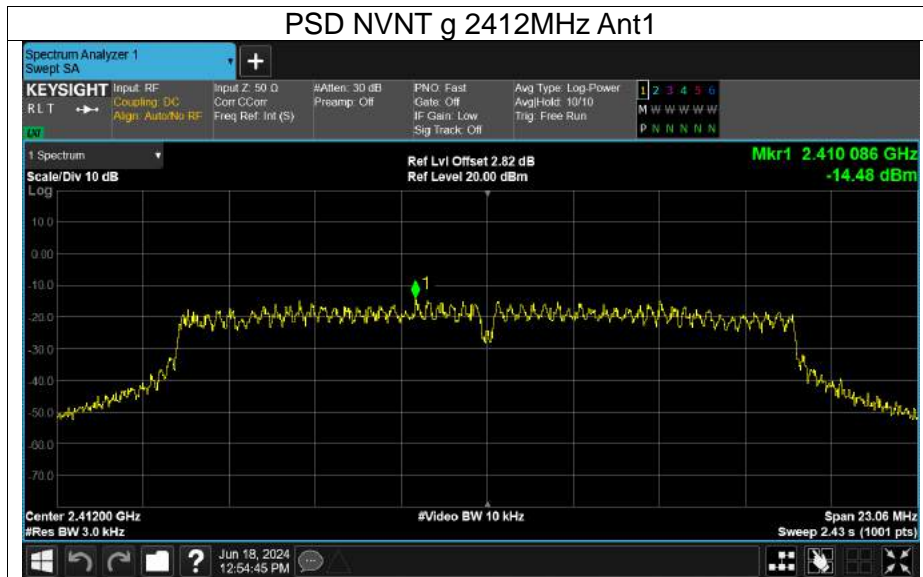 PSD NVNT g 2412MHz Ant1
Spectrum Analyzer 1
Swept SA
+
KEYSIGHT Input: RF Input Z: 50 Ω #Atten: 30 dB PNO: Fast Avg Type: Log-Power 1 2 3 4 5 6
RLT Coupling: DC Corr CCorr Preamp: Off Gate: Off Avg|Hold: 10/10 M W W W W W
Align: Auto/No RF Freq Ref: Int (S) IF Gain: Low Trig: Free Run
LXI Sig Track: Off P N N N N N
1 Spectrum Ref Lvl Offset 2.82 dB Mkr1 2.410 086 GHz
Scale/Div 10 dB Ref Level 20.00 dBm -14.48 dBm
Log
10.0
0.00
-10.0
1
-20.0
-30.0
-40.0
-50.0
-60.0
-70.0
Center 2.41200 GHz #Video BW 10 kHz Span 23.06 MHz
#Res BW 3.0 kHz Sweep 2.43 s (1001 pts)
? Jun 18, 2024
12:54:45 PM